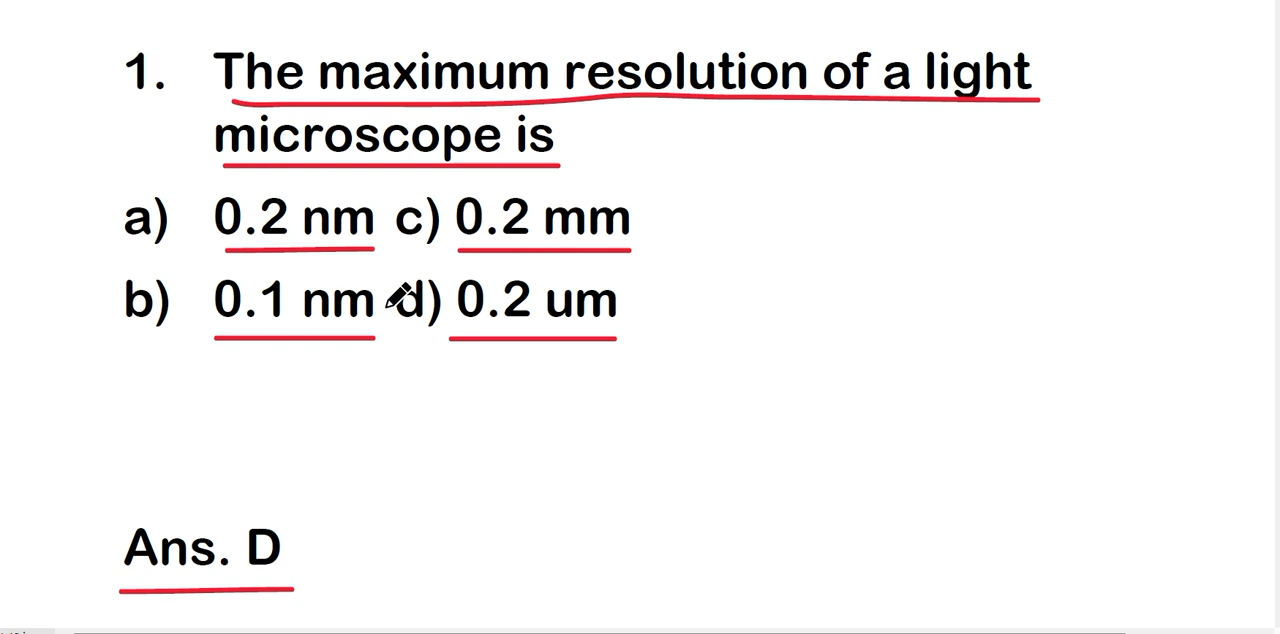 1. The maximum resolution of a light
microscope is
a) 0.2 nm c) 0.2 mm
b) 0.1 nm d) 0.2 um
Ans. D